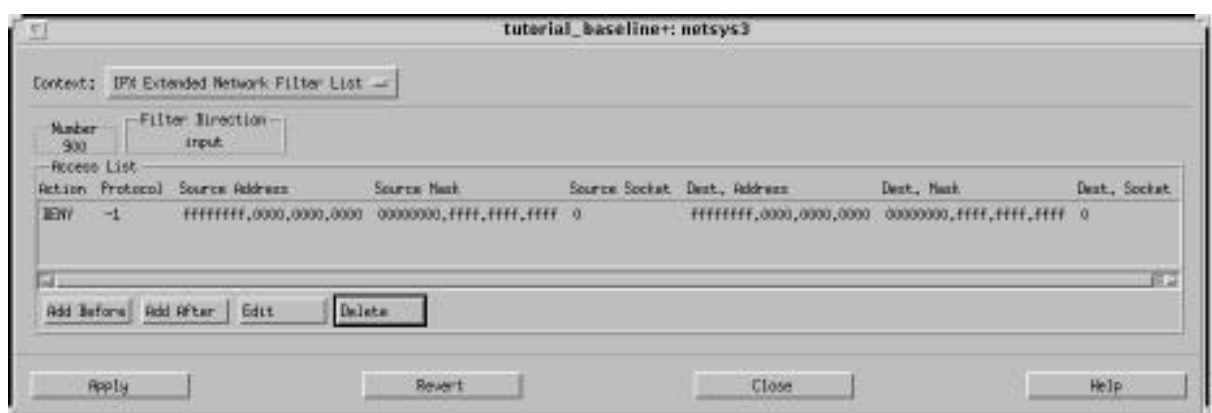 tutorial_baseline+: netsys3
Context: IPX Extended Network Filter List
Number
900
Filter Direction
input
Access List
Action Protocol Source Address Source Mask Source Socket Dest. Address Dest. Mask Dest. Socket
DENY -1 ffffffff.0000.0000.0000 00000000.ffff.ffff.ffff 0 ffffffff.0000.0000.0000 00000000.ffff.ffff.ffff 0
Add Before Add After Edit Delete
Apply Revert Close Help